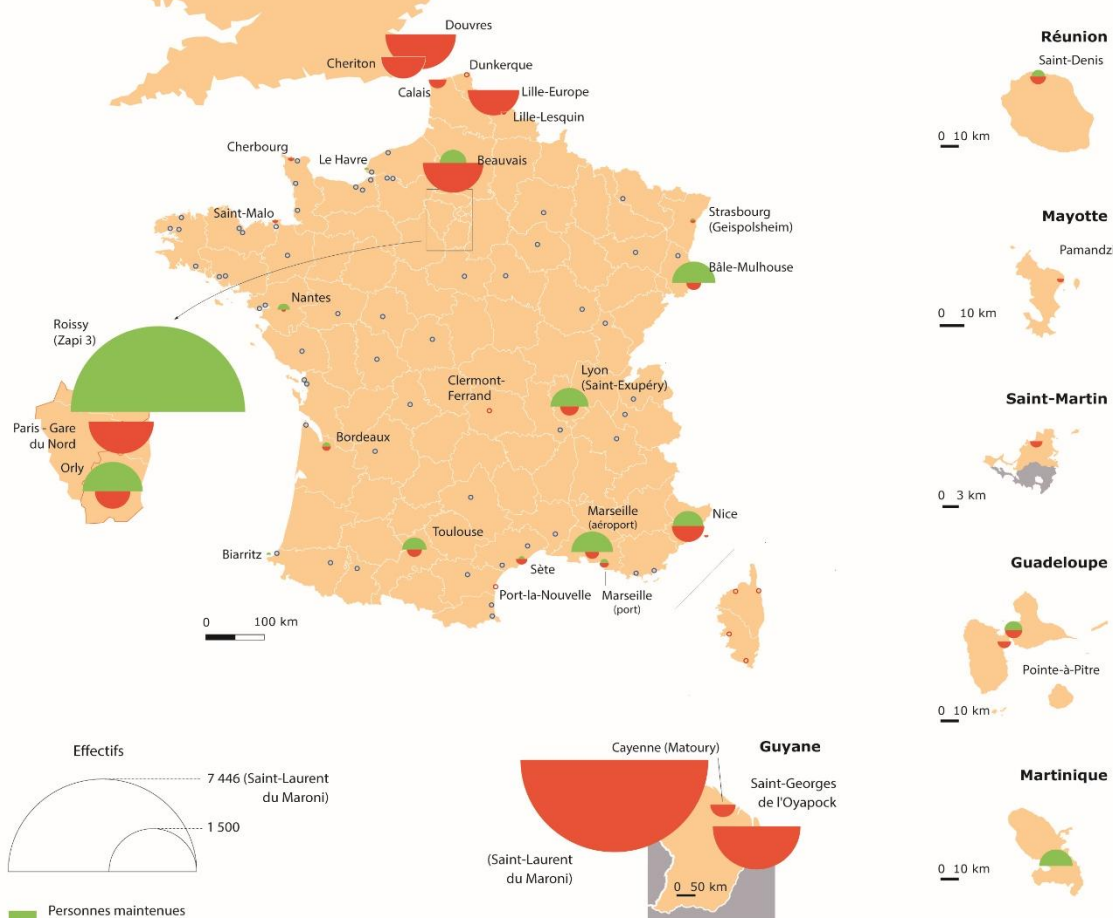 Douvres
Cheriton
Dunkerque
Calais
Lille-Europe
Lille-Lesquin
Cherbourg
Le Havre
Beauvais
Saint-Malo
Strasbourg
(Geispolsheim)
Bâle-Mulhouse
Nantes
Roissy
(Zapi 3)
Lyon
(Saint-Exupéry)
Clermont-
Ferrand
Paris - Gare
du Nord
Bordeaux
Orly
Marseille
(aéroport)
Nice
Toulouse
Biarritz
Sète
Port-la-Nouvelle
Marseille
(port)
0 100 km
Réunion
Saint-Denis
0 10 km
Mayotte
Pamandzi
0 10 km
Saint-Martin
0 3 km
Guadeloupe
Pointe-à-Pitre
0 10 km
Martinique
0 10 km
Guyane
Cayenne (Matoury)
Saint-Georges
de l'Oyapock
(Saint-Laurent
du Maroni)
0 50 km
Effectifs
7 446 (Saint-Laurent
du Maroni)
1 500
Personnes maintenues